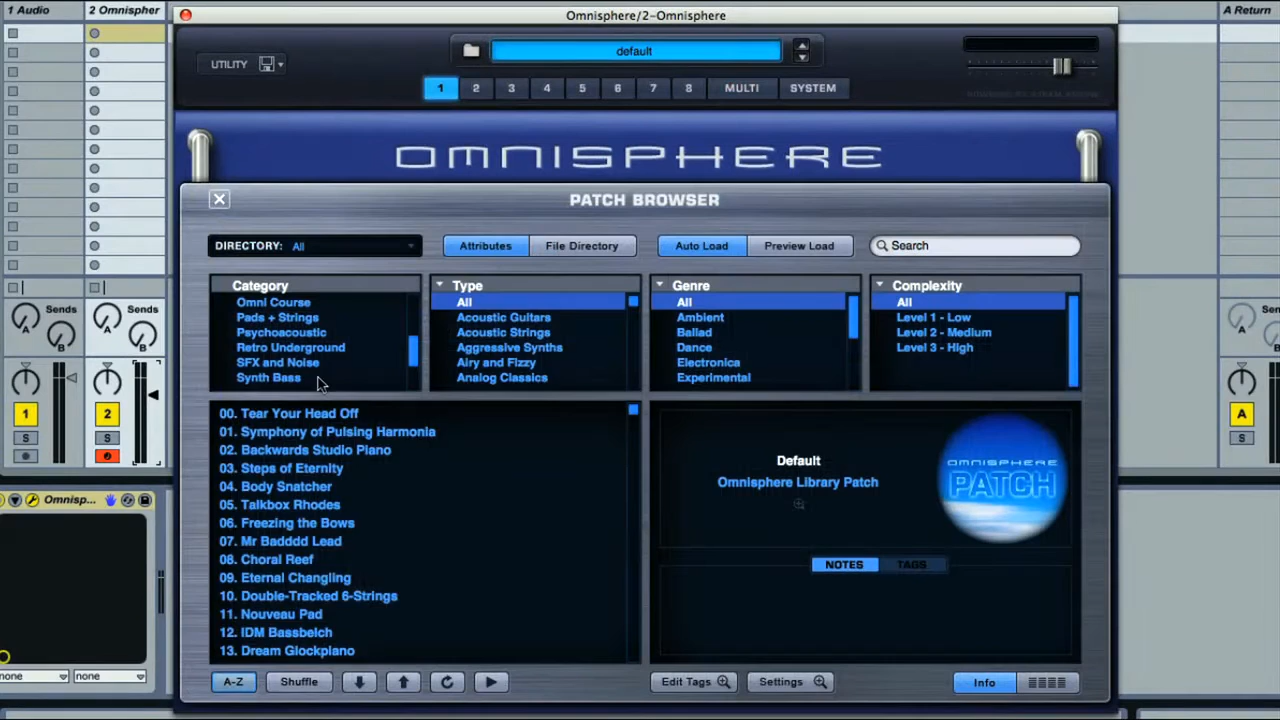 1 Audio
2 Omnispher
Omnisphere/2-Omnisphere
A Return
UTILITY
default
1 2 3 4 5 6 7 8 MULTI SYSTEM
OMNISPHERE
PATCH BROWSER
DIRECTORY: All
Attributes
File Directory
Auto Load
Preview Load
Search
Category
Omni Course
Pads + Strings
Psychoacoustic
Retro Underground
SFX and Noise
Synth Bass
Type
All
Acoustic Guitars
Acoustic Strings
Aggressive Synths
Airy and Fizzy
Analog Classics
Genre
All
Ambient
Ballad
Dance
Electronica
Experimental
Complexity
All
Level 1 - Low
Level 2 - Medium
Level 3 - High
Sends
A
B
1
S
Sends
A
B
2
S
Sen
A
S
00. Tear Your Head Off
01. Symphony of Pulsing Harmonia
02. Backwards Studio Piano
03. Steps of Eternity
04. Body Snatcher
05. Talkbox Rhodes
06. Freezing the Bows
07. Mr Badddd Lead
08. Choral Reef
09. Eternal Changling
10. Double-Tracked 6-Strings
11. Nouveau Pad
12. IDM Bassbelch
13. Dream Glockpiano
Default
Omnisphere Library Patch
OMNISPHERE
PATCH
NOTES
TAGS
Omnisp...
none
none
A-Z
Shuffle
Edit Tags
Settings
Info